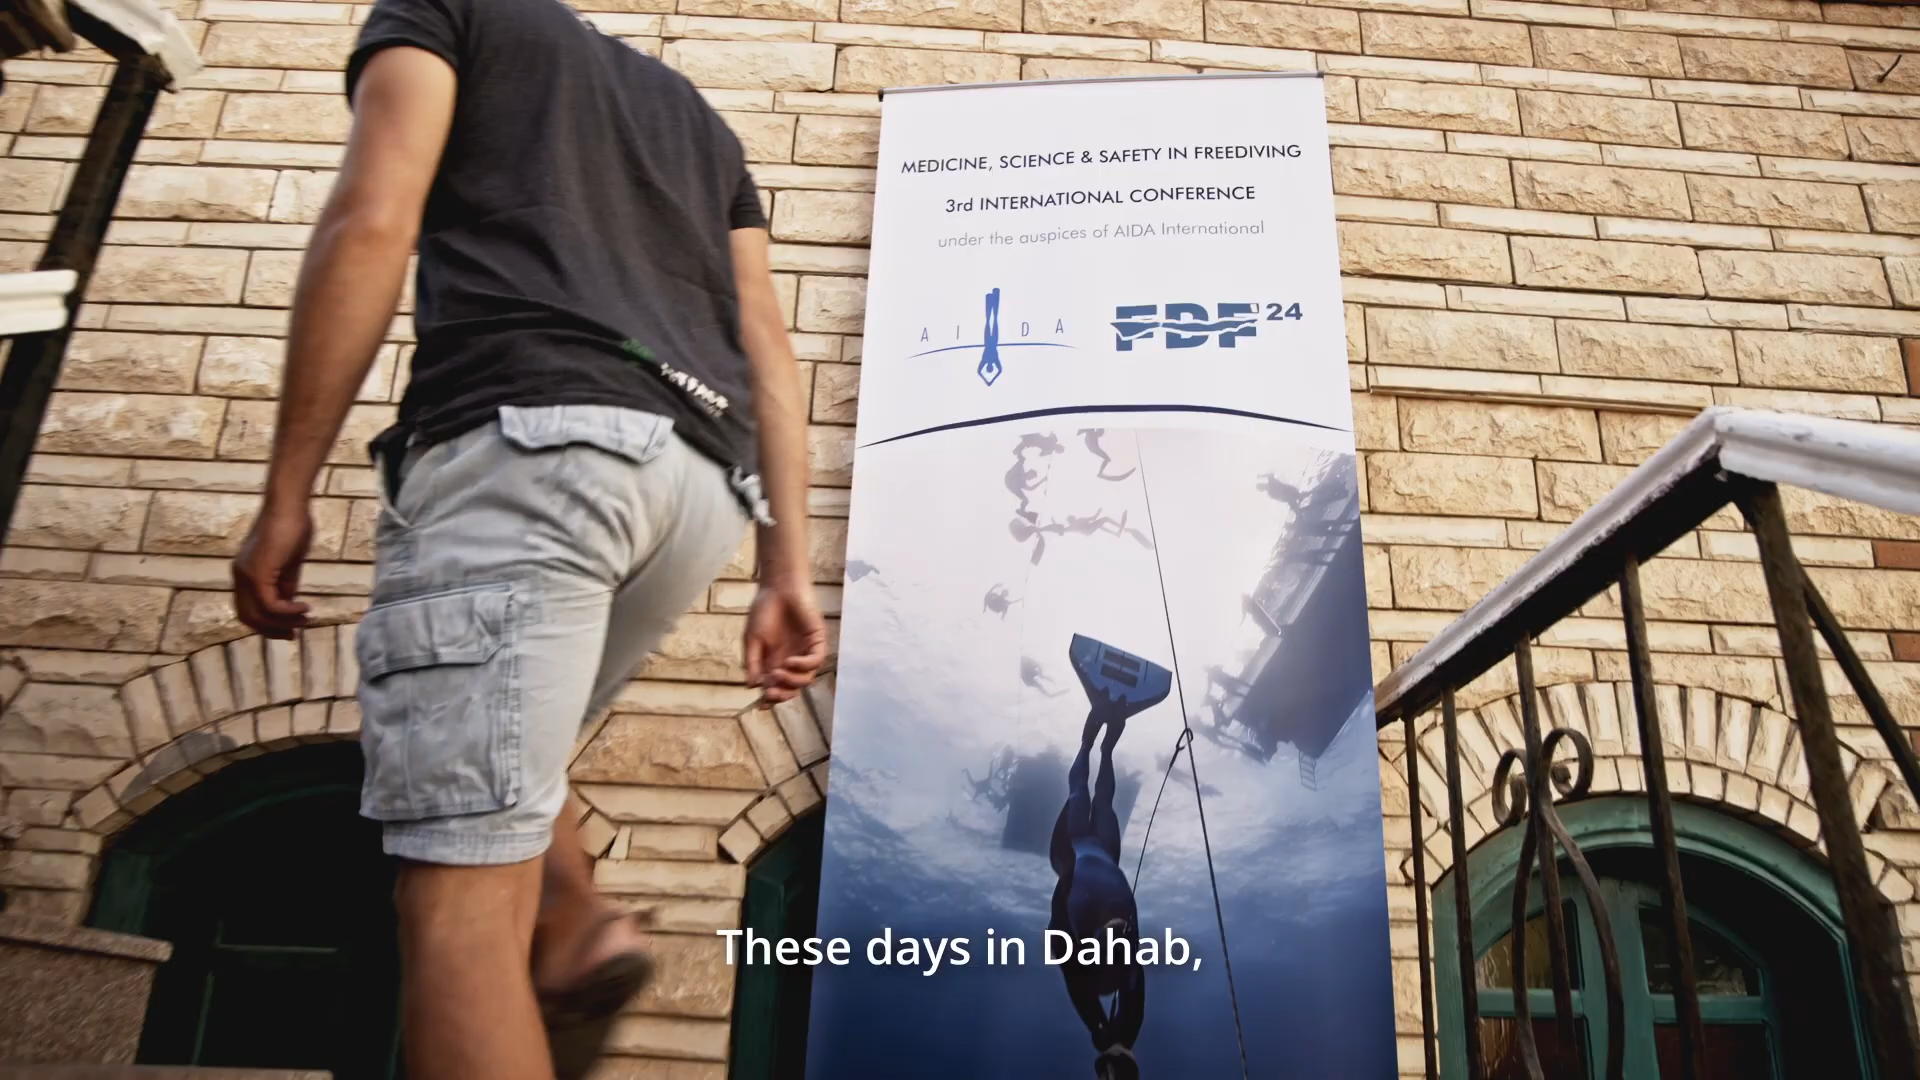 MEDICINE, SCIENCE & SAFETY IN FREEDIVING
3rd INTERNATIONAL CONFERENCE
under the auspices of AIDA International
AIDA
FDF 24
These days in Dahab,